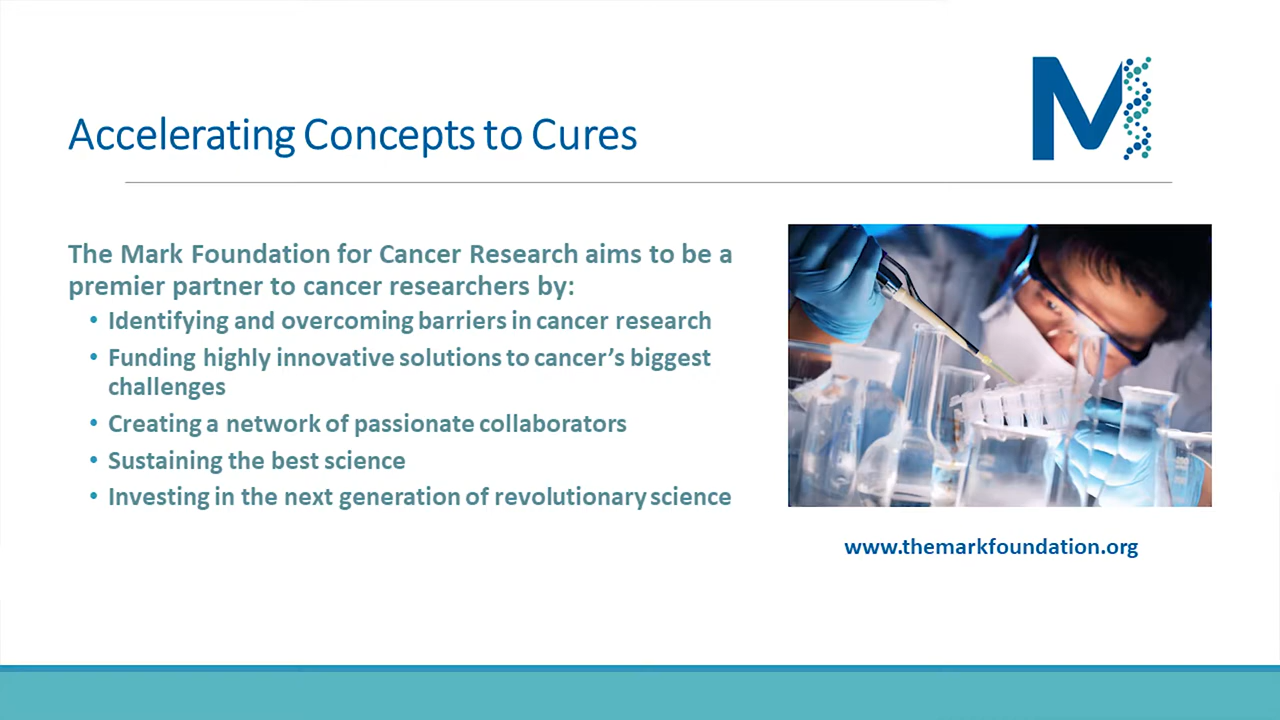 Accelerating Concepts to Cures
M
The Mark Foundation for Cancer Research aims to be a
premier partner to cancer researchers by:
• Identifying and overcoming barriers in cancer research
• Funding highly innovative solutions to cancer’s biggest
challenges
• Creating a network of passionate collaborators
• Sustaining the best science
• Investing in the next generation of revolutionary science
www.themarkfoundation.org